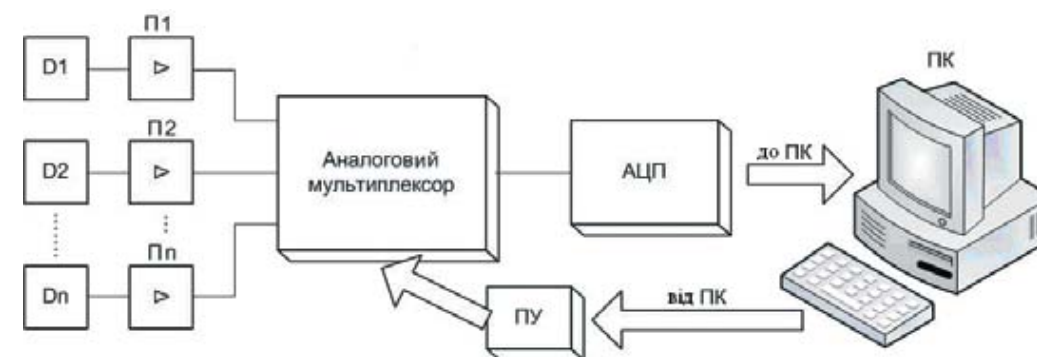 П1
D1
П2
D2
Пn
Dn
Аналоговий
мультиплексор
АЦП
до ПК
ПК
ПУ
від ПК